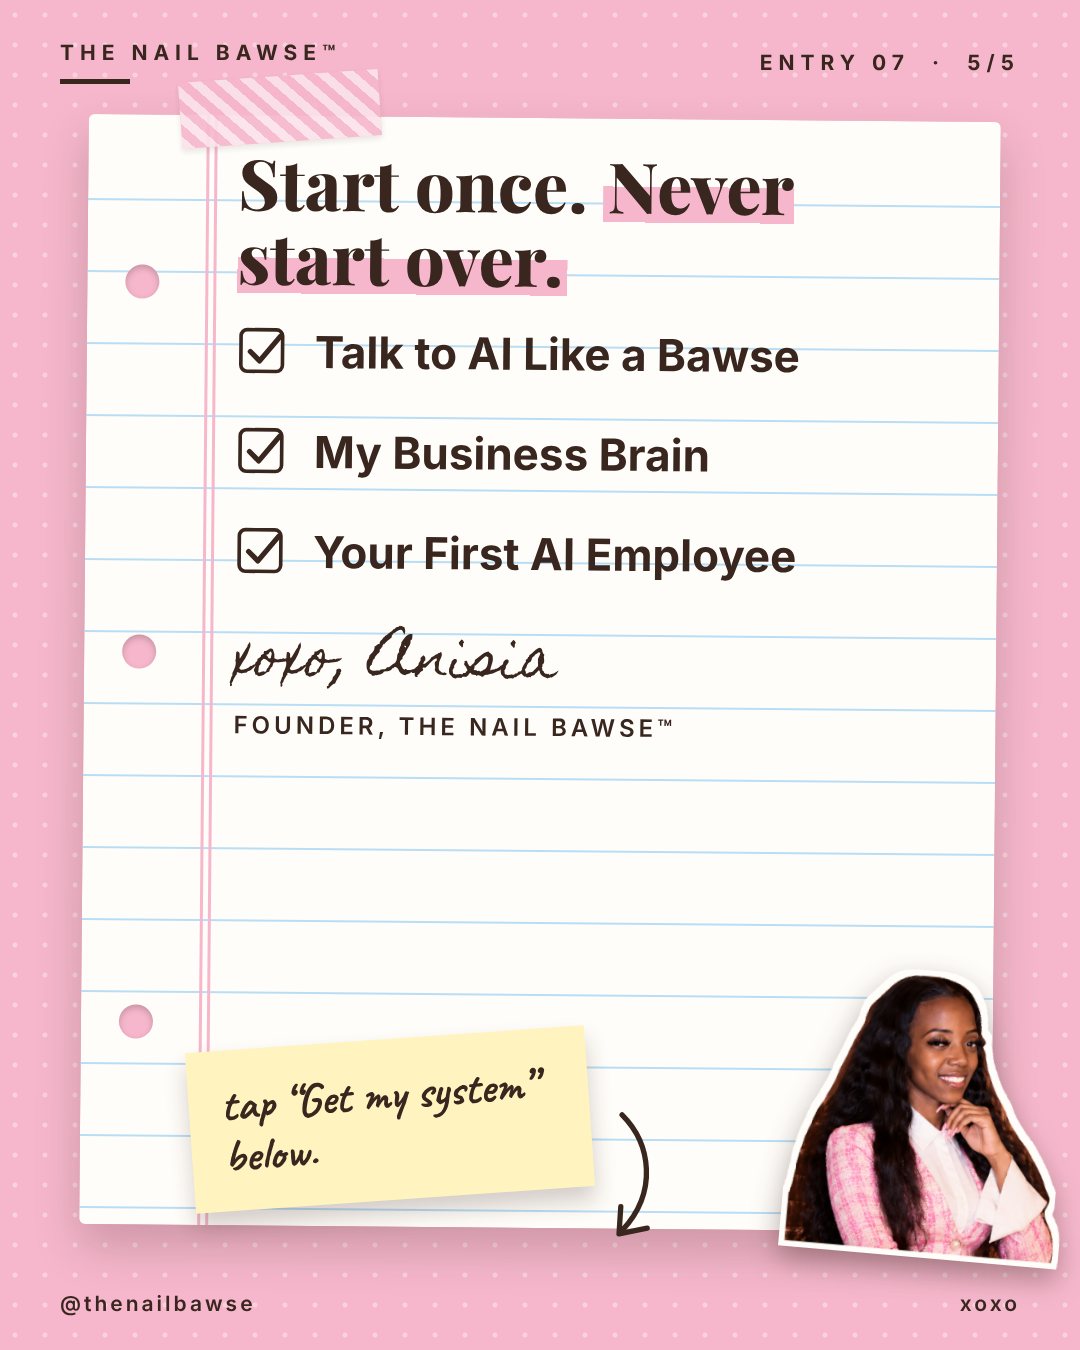 THE NAIL BAWSE™
ENTRY 07 · 5/5
Start once. Never
start over.
Talk to AI Like a Bawse
My Business Brain
Your First AI Employee
xoxo, Anisia
FOUNDER, THE NAIL BAWSE™
tap “Get my system”
below.
@thenailbawse
xoxo